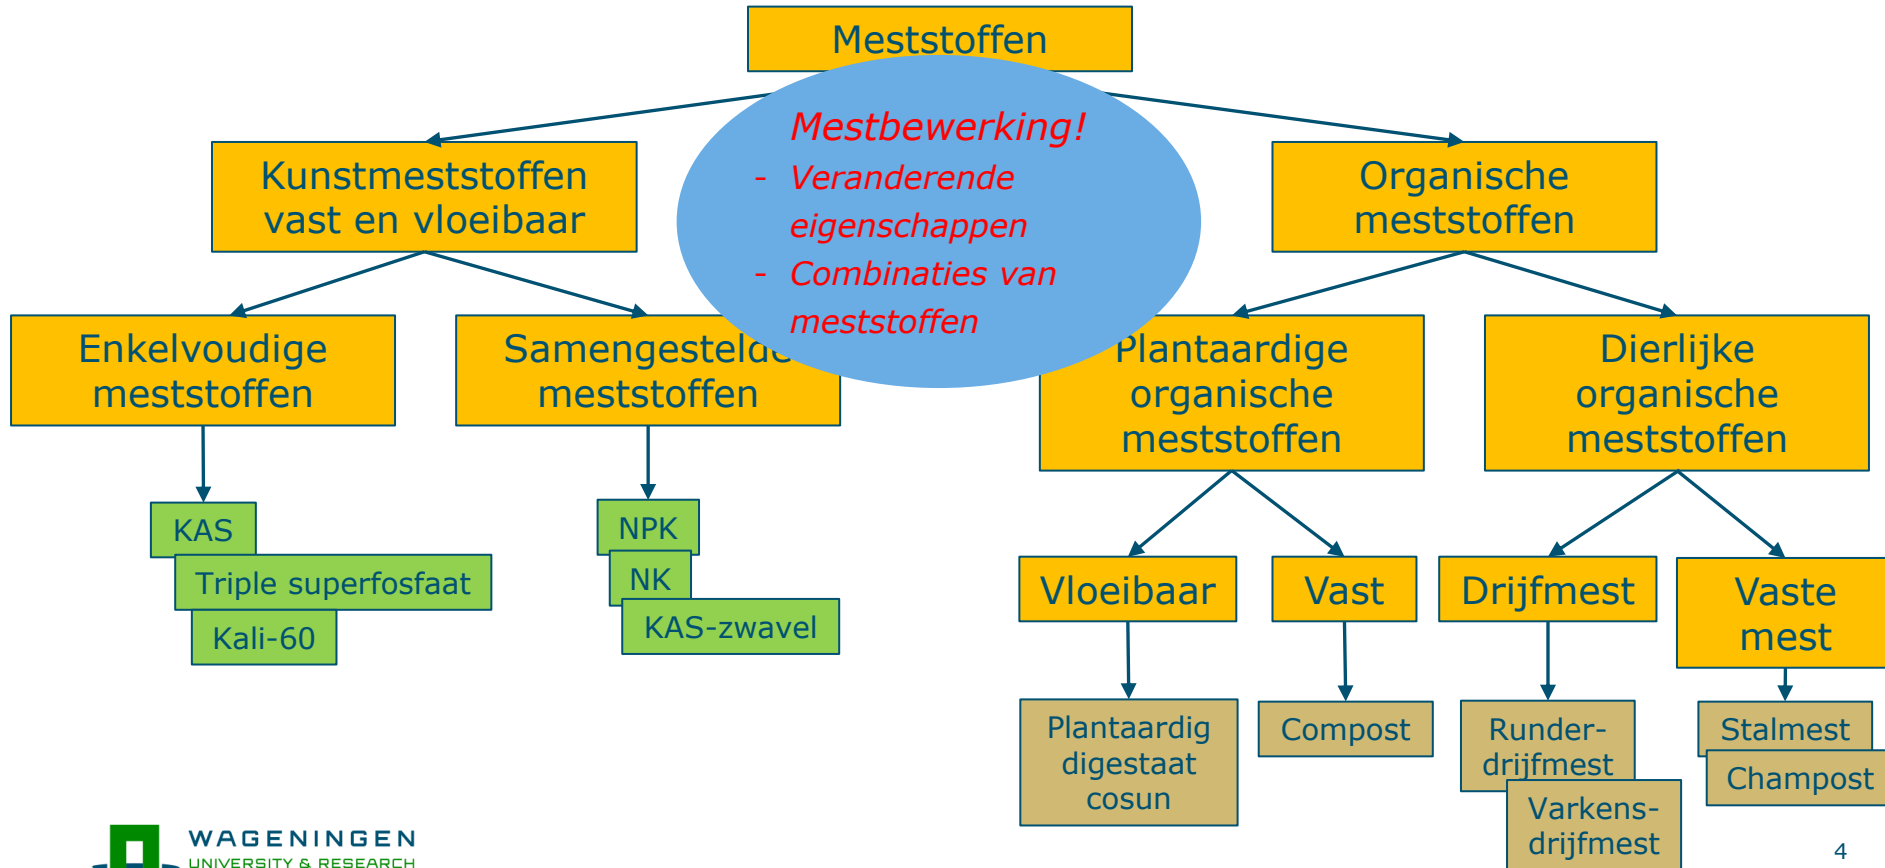 Meststoffen
Mestbewerking!
- Veranderende
eigenschappen
- Combinaties van
meststoffen
Kunstmeststoffen
vast en vloeibaar
Organische
meststoffen
Enkelvoudige
meststoffen
Samengestelde
meststoffen
Plantaardige
organische
meststoffen
Dierlijke
organische
meststoffen
KAS
Triple superfosfaat
Kali-60
NPK
NK
KAS-zwavel
Vloeibaar
Vast
Drijfmest
Vaste
mest
Plantaardig
digestaat
cosun
Compost
Runder-
drijfmest
Varkens-
drijfmest
Stalmest
Champost
WAGENINGEN
UNIVERSITY & RESEARCH
4